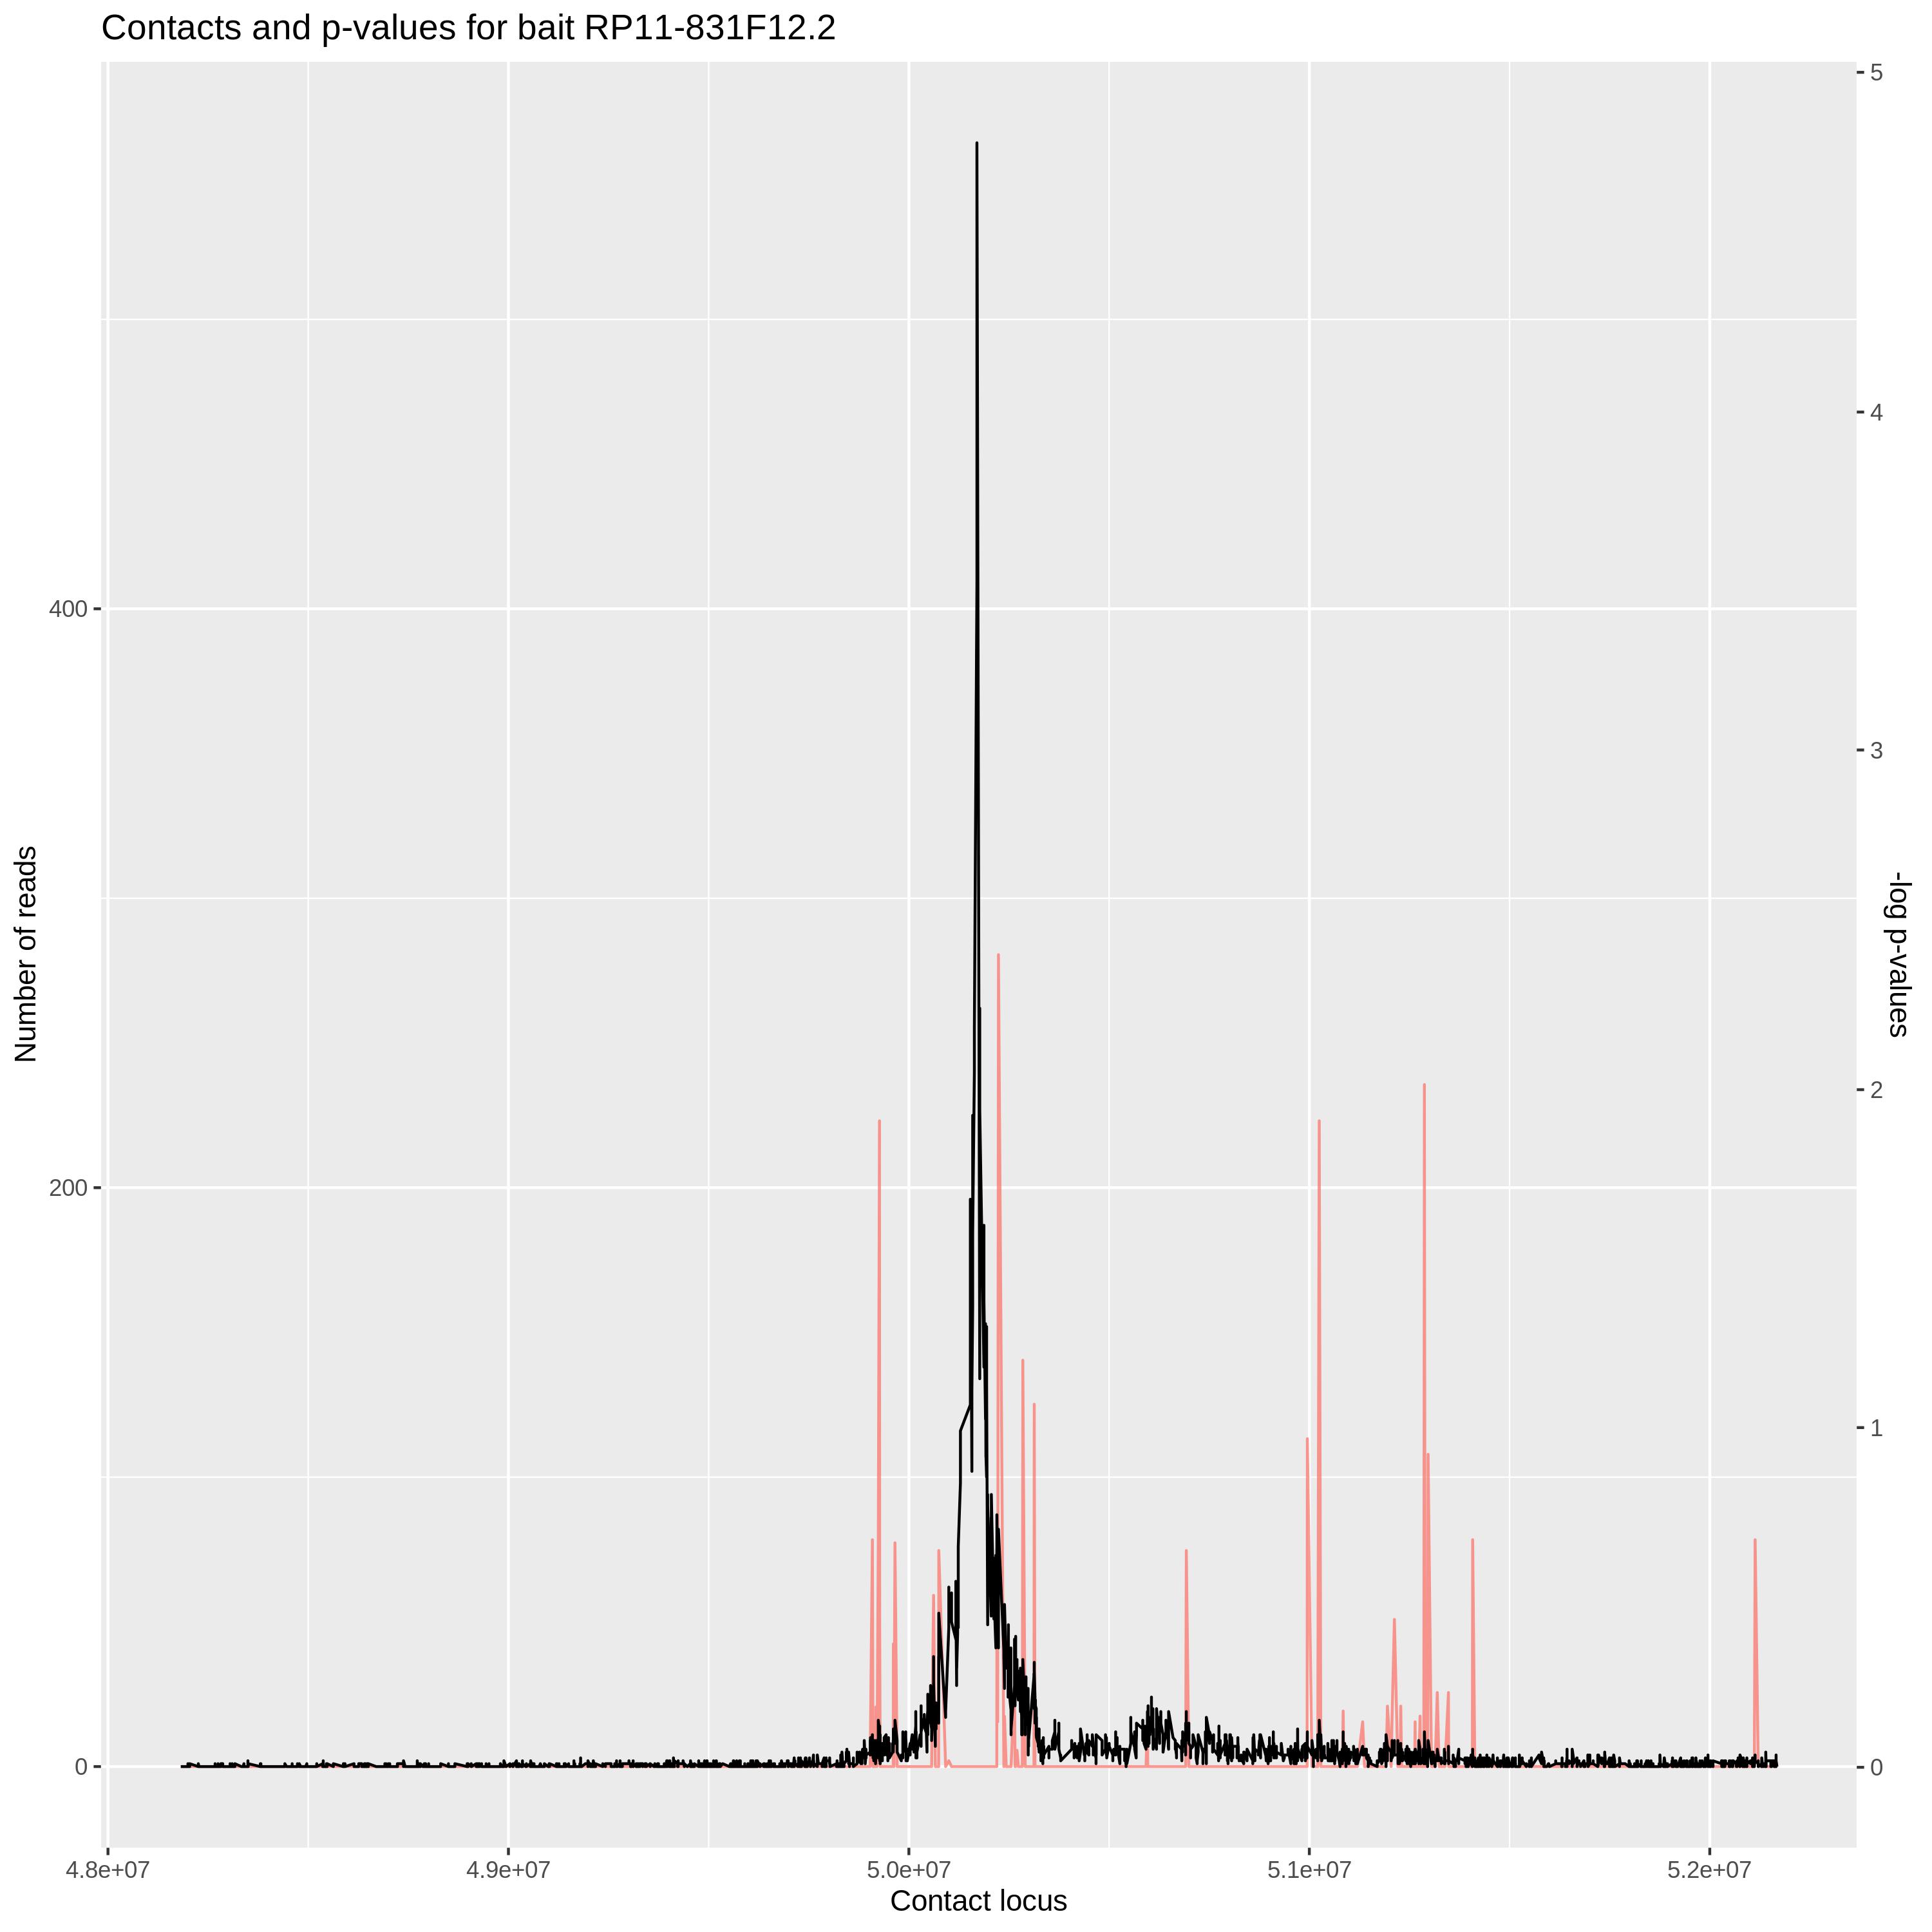 Contacts and p-values for bait RP11-831F12.2
Number of reads
400
200
0
5
4
3
2
1
0
-log p-values
4.8e+07
4.9e+07
5.0e+07
5.1e+07
5.2e+07
Contact locus